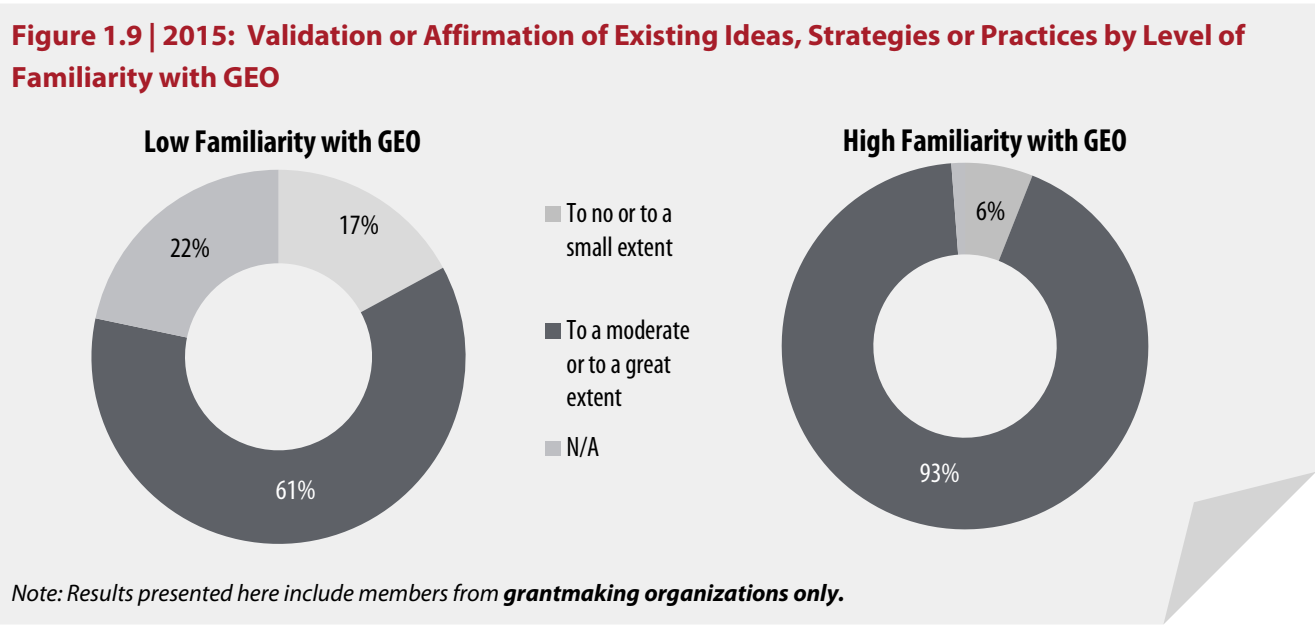 Figure 1.9 | 2015:  Validation or Affirmation of Existing Ideas, Strategies or Practices by Level of
Familiarity with GEO
Low Familiarity with GEO
17%
22%
61%
To no or to a
small extent
To a moderate
or to a great
extent
N/A
High Familiarity with GEO
6%
93%
Note: Results presented here include members from grantmaking organizations only.